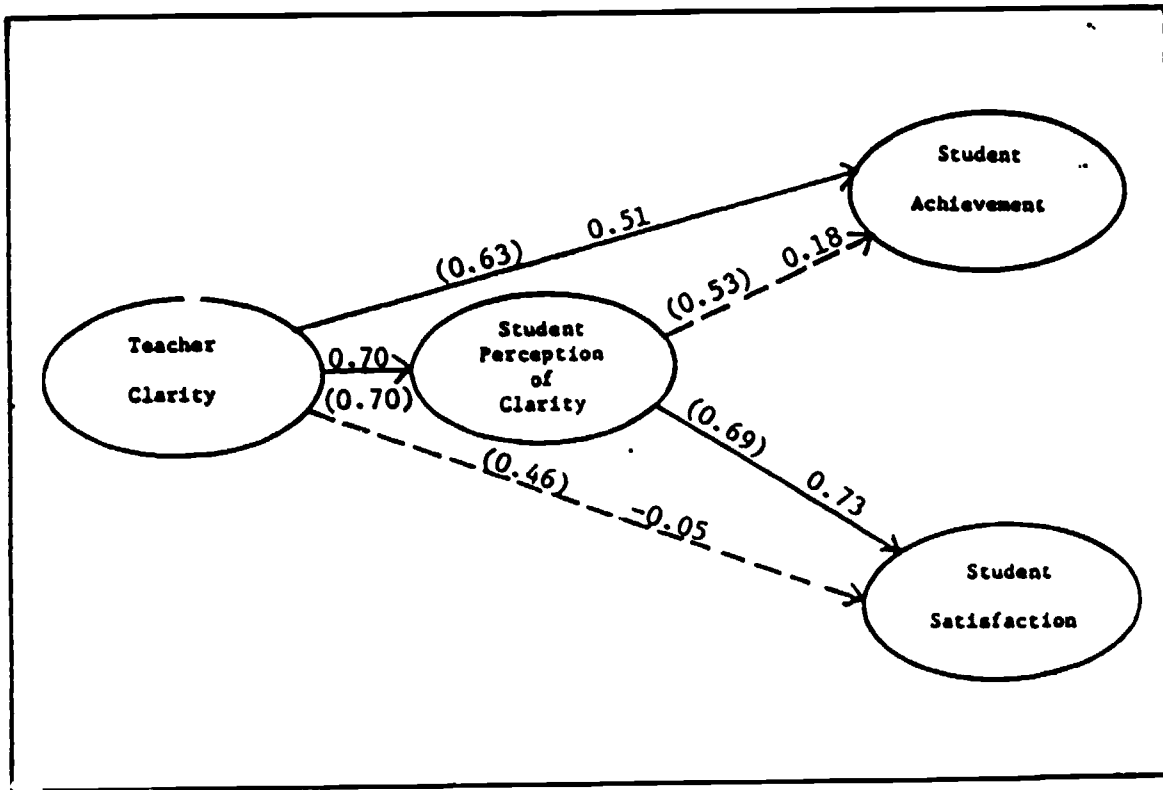 Student
Achievement
(0.63) 0.51
(0.53) 0.18
Teacher
Clarity
0.70
(0.70)
Student
Perception
of
Clarity
(0.69) 0.73
(0.46) -0.05
Student
Satisfaction